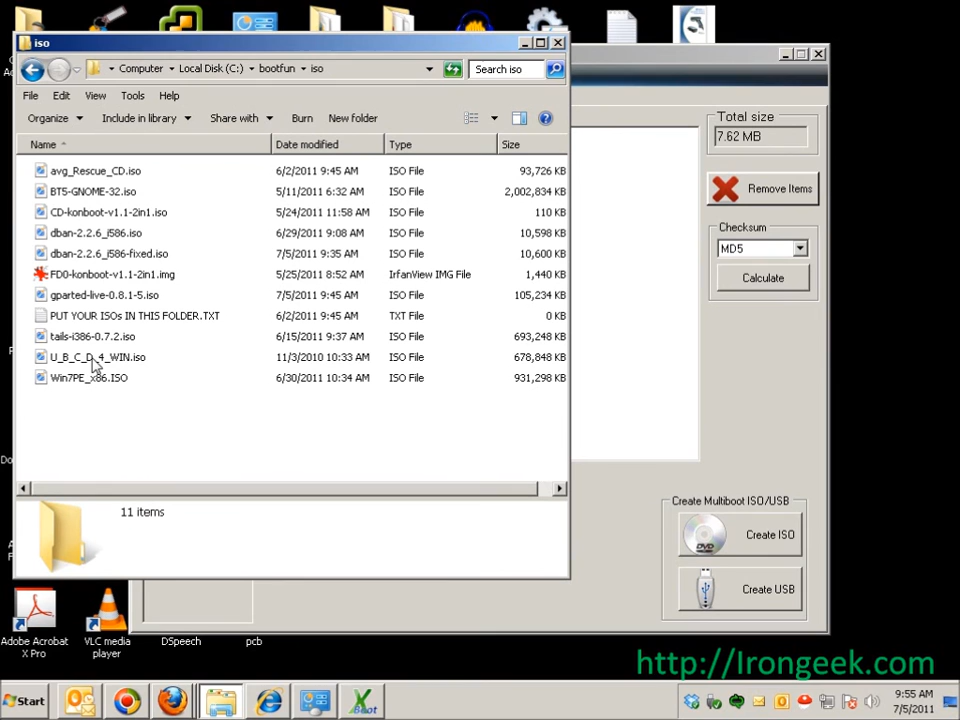 iso
Computer ▾ Local Disk (C:) ▾ bootfun ▾ iso
Search iso
File Edit View Tools Help
Organize Include in library Share with Burn New folder
Name Date modified Type Size
avg_Rescue_CD.iso 6/2/2011 9:45 AM ISO File 93,726 KB
BT5-GNOME-32.iso 5/11/2011 6:32 AM ISO File 2,002,834 KB
CD-konboot-v1.1-2in1.iso 5/24/2011 11:58 AM ISO File 110 KB
dban-2.2.6_i586.iso 6/29/2011 9:08 AM ISO File 10,598 KB
dban-2.2.6_i586-fixed.iso 7/5/2011 9:35 AM ISO File 10,600 KB
FD0-konboot-v1.1-2in1.img 5/25/2011 8:52 AM IrfanView IMG File 1,440 KB
gparted-live-0.8.1-5.iso 7/5/2011 9:45 AM ISO File 105,234 KB
PUT YOUR ISOs IN THIS FOLDER.TXT 6/2/2011 9:45 AM TXT File 0 KB
tails-i386-0.7.2.iso 6/15/2011 9:37 AM ISO File 693,248 KB
U_B_C_D_4_WIN.iso 11/3/2010 10:33 AM ISO File 678,848 KB
Win7PE_x86.ISO 6/30/2011 10:34 AM ISO File 931,298 KB
11 items
Total size
7.62 MB
Remove Items
Checksum
MD5
Calculate
Create Multiboot ISO/USB
DVD
Create ISO
Create USB
Adobe Acrobat X Pro
VLC media player
DSpeech
pcb
http://Irongeek.com
Start
Boot
9:55 AM
7/5/2011